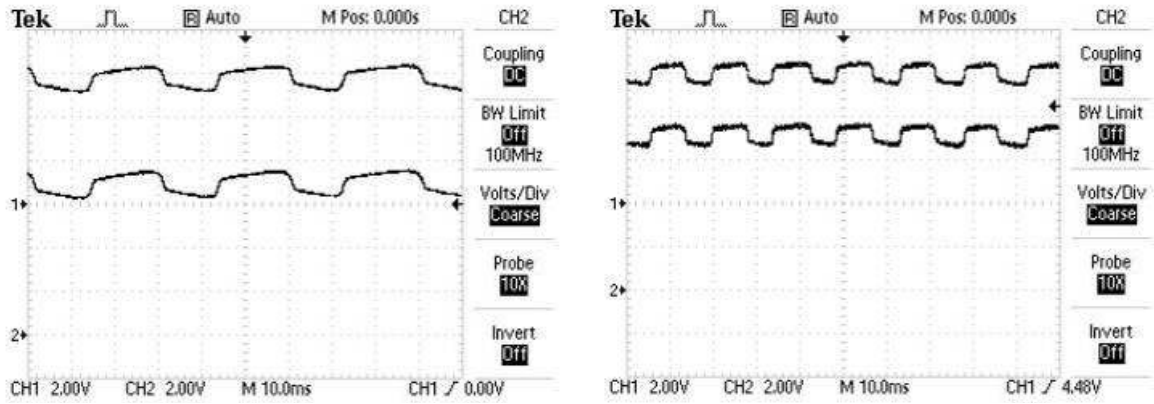 Tek R Auto M Pos: 0.000s CH2
Coupling
DC
BW Limit
Off
100MHz
Volts/Div
Coarse
Probe
10X
Invert
Off
1
2
CH1 2.00V CH2 2.00V M 10.0ms CH1 / 0.00V
Tek R Auto M Pos: 0.000s CH2
Coupling
DC
BW Limit
Off
100MHz
Volts/Div
Coarse
Probe
10X
Invert
Off
1
2
CH1 2.00V CH2 2.00V M 10.0ms CH1 / 4.48V